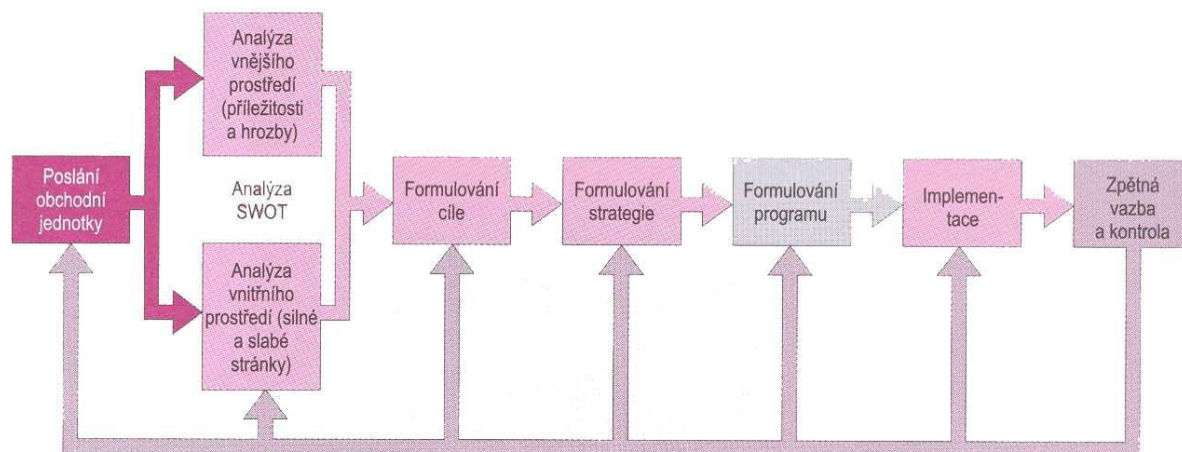 Poslání
obchodní
jednotky
Analýza
vnějšího
prostředí
(příležitosti
a hrozby)
Analýza
SWOT
Analýza
vnitřního
prostředí (silné
a slabé
stránky)
Formulování
cíle
Formulování
strategie
Formulování
programu
Implemen-
tace
Zpětná
vazba
a kontrola